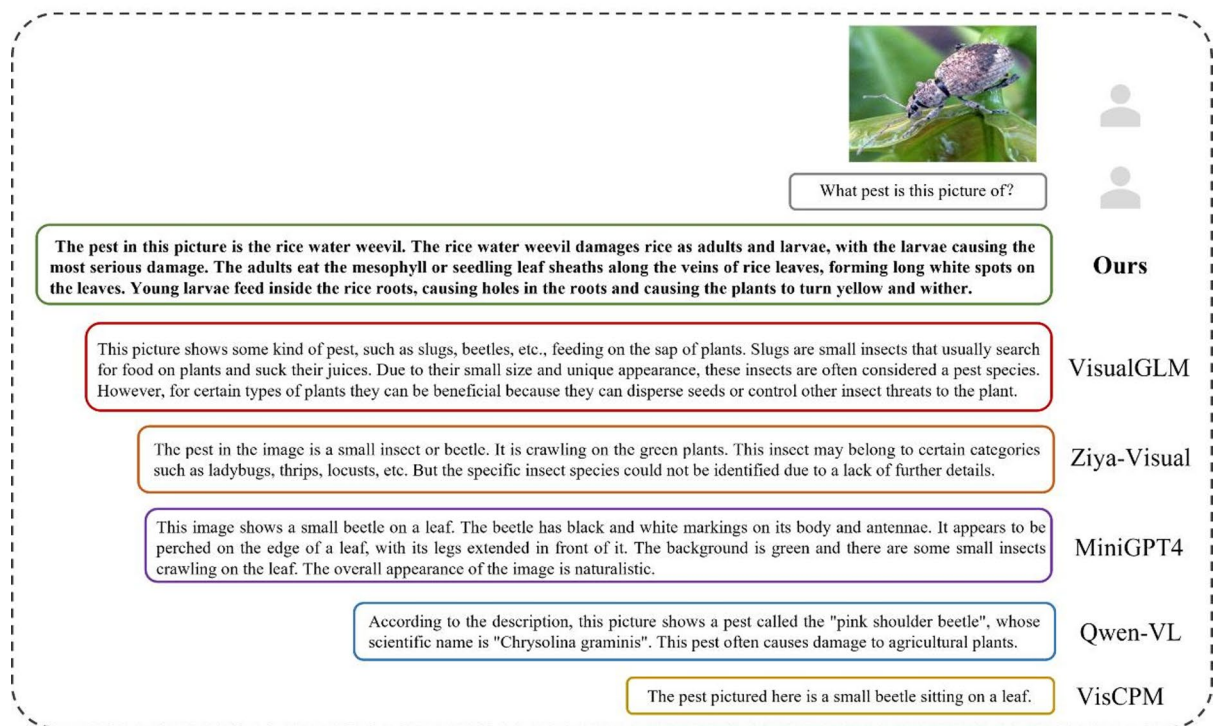 What pest is this picture of?
The pest in this picture is the rice water weevil. The rice water weevil damages rice as adults and larvae, with the larvae causing the
most serious damage. The adults eat the mesophyll or seedling leaf sheaths along the veins of rice leaves, forming long white spots on
the leaves. Young larvae feed inside the rice roots, causing holes in the roots and causing the plants to turn yellow and wither.
Ours
This picture shows some kind of pest, such as slugs, beetles, etc., feeding on the sap of plants. Slugs are small insects that usually search
for food on plants and suck their juices. Due to their small size and unique appearance, these insects are often considered a pest species.
However, for certain types of plants they can be beneficial because they can disperse seeds or control other insect threats to the plant.
VisualGLM
The pest in the image is a small insect or beetle. It is crawling on the green plants. This insect may belong to certain categories
such as ladybugs, thrips, locusts, etc. But the specific insect species could not be identified due to a lack of further details.
Ziya-Visual
This image shows a small beetle on a leaf. The beetle has black and white markings on its body and antennae. It appears to be
perched on the edge of a leaf, with its legs extended in front of it. The background is green and there are some small insects
crawling on the leaf. The overall appearance of the image is naturalistic.
MiniGPT4
According to the description, this picture shows a pest called the "pink shoulder beetle", whose
scientific name is "Chrysolina graminis". This pest often causes damage to agricultural plants.
Qwen-VL
The pest pictured here is a small beetle sitting on a leaf.
VisCPM